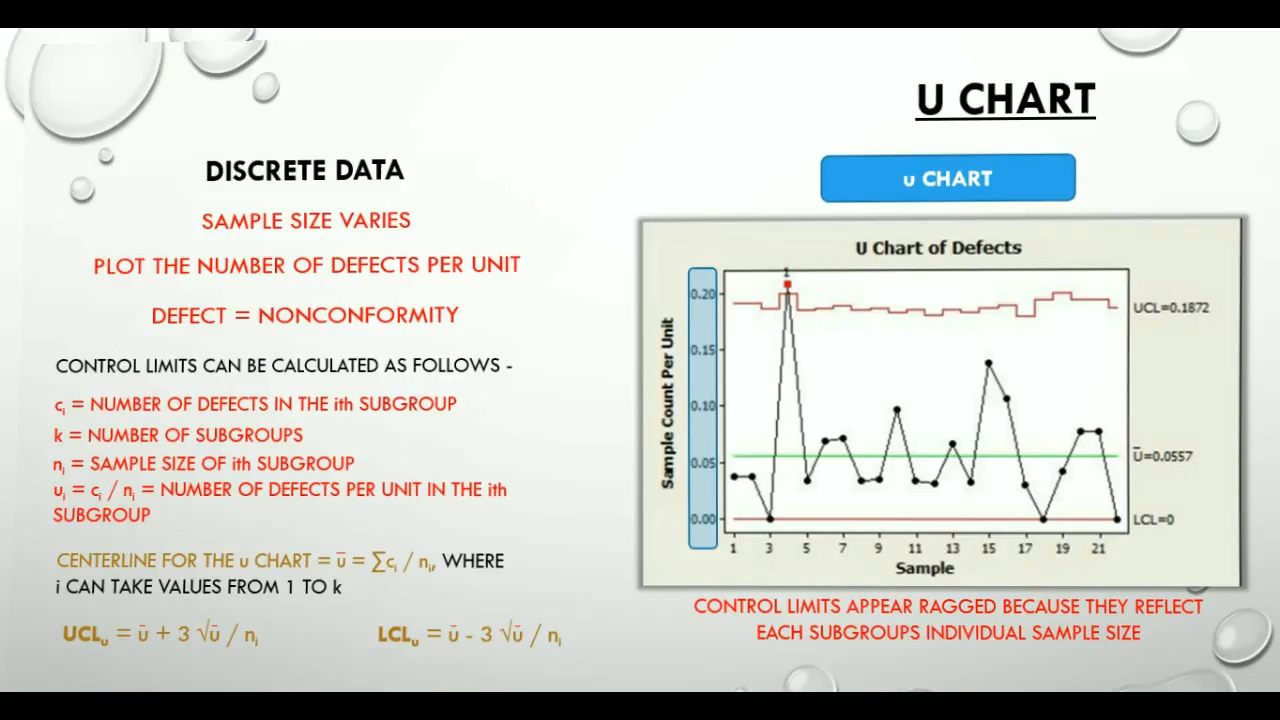 U CHART
DISCRETE DATA
SAMPLE SIZE VARIES
PLOT THE NUMBER OF DEFECTS PER UNIT
DEFECT = NONCONFORMITY
CONTROL LIMITS CAN BE CALCULATED AS FOLLOWS -
cᵢ = NUMBER OF DEFECTS IN THE ith SUBGROUP
k = NUMBER OF SUBGROUPS
nᵢ = SAMPLE SIZE OF ith SUBGROUP
uᵢ = cᵢ / nᵢ = NUMBER OF DEFECTS PER UNIT IN THE ith
SUBGROUP
CENTERLINE FOR THE u CHART = ū = ∑cᵢ / nᵢ, WHERE
i CAN TAKE VALUES FROM 1 TO k
UCLᵤ = ū + 3 √ū / nᵢ
LCLᵤ = ū - 3 √ū / nᵢ
u CHART
U Chart of Defects
1
0.20
0.15
0.10
0.05
0.00
Sample Count Per Unit
UCL=0.1872
Ū=0.0557
LCL=0
1 3 5 7 9 11 13 15 17 19 21
Sample
CONTROL LIMITS APPEAR RAGGED BECAUSE THEY REFLECT
EACH SUBGROUPS INDIVIDUAL SAMPLE SIZE